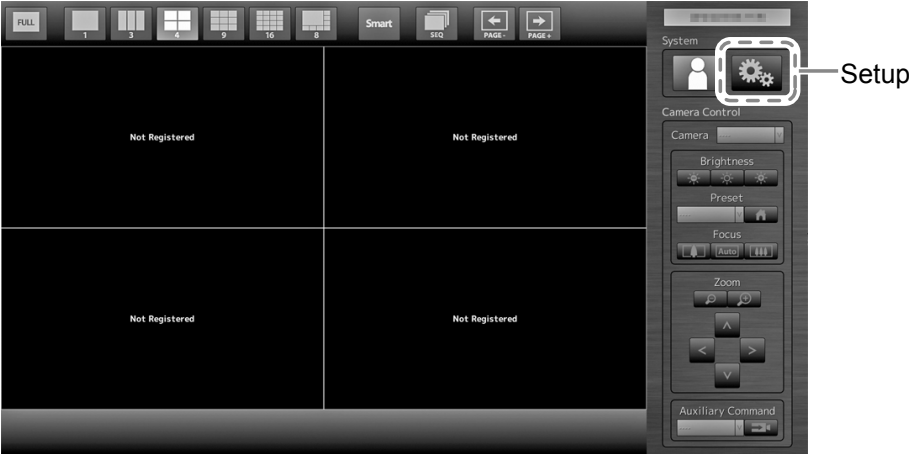 FULL
1
3
4
9
16
8
Smart
SEQ
PAGE-
PAGE+
System
Setup
Camera Control
Camera
Brightness
Preset
Focus
Auto
Zoom
Auxiliary Command
Not Registered
Not Registered
Not Registered
Not Registered